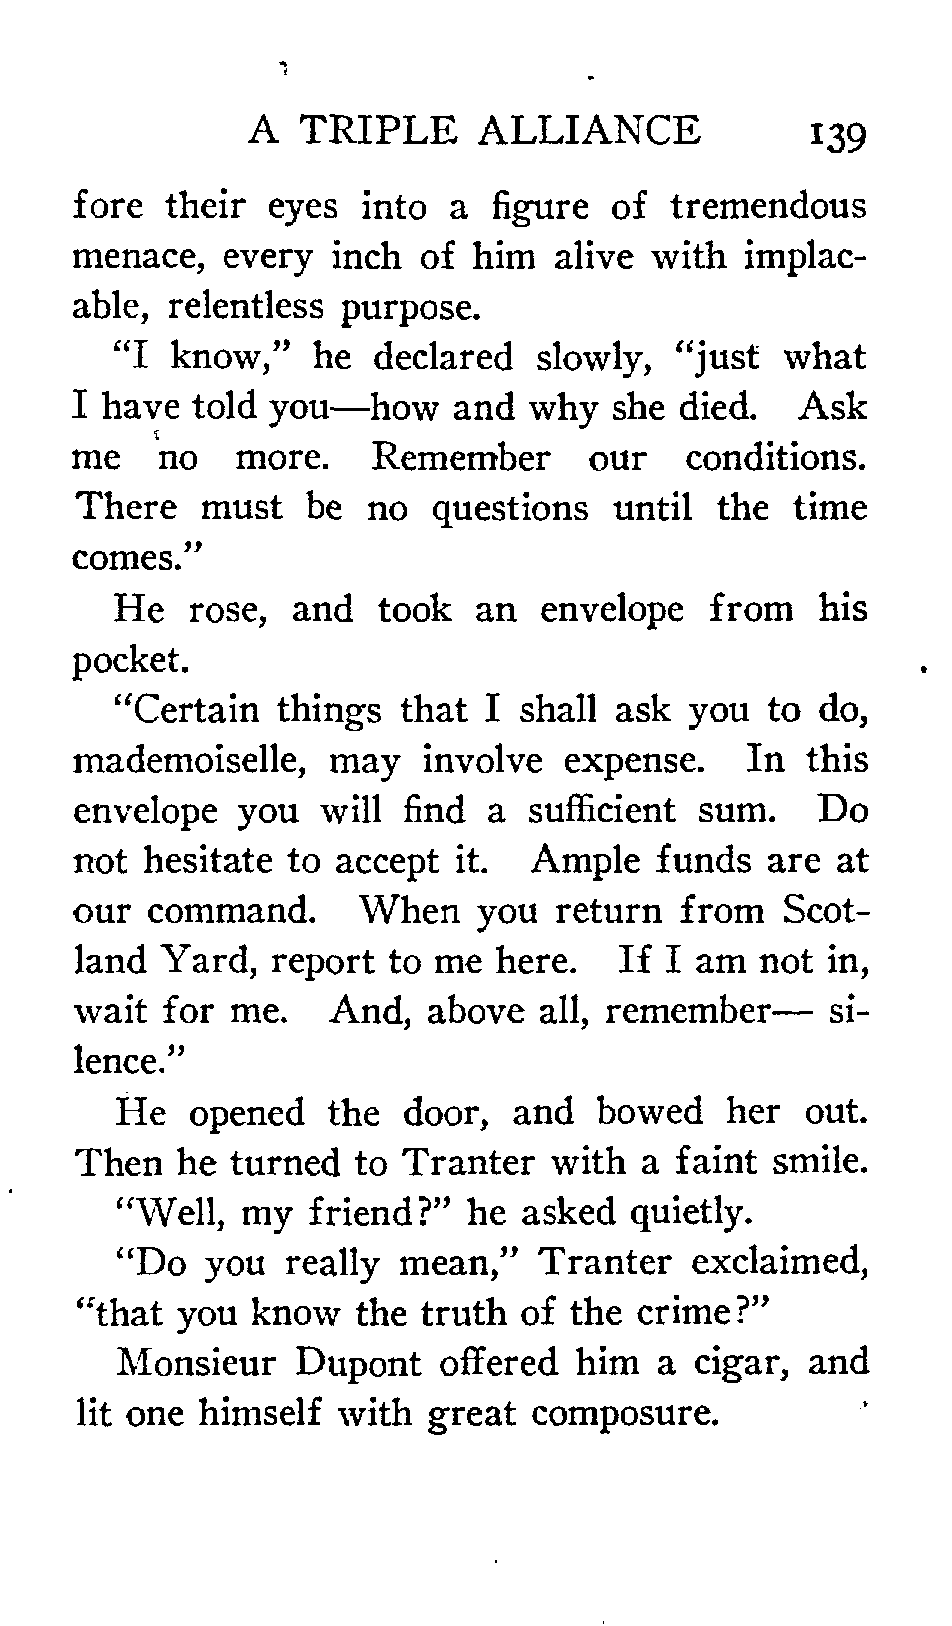 A TRIPLE ALLIANCE 139
fore their eyes into a figure of tremendous
menace, every inch of him alive with implac-
able, relentless purpose.
"I know," he declared slowly, "just what
I have told you—how and why she died. Ask
me no more. Remember our conditions.
There must be no questions until the time
comes."
He rose, and took an envelope from his
pocket.
"Certain things that I shall ask you to do,
mademoiselle, may involve expense. In this
envelope you will find a sufficient sum. Do
not hesitate to accept it. Ample funds are at
our command. When you return from Scot-
land Yard, report to me here. If I am not in,
wait for me. And, above all, remember— si-
lence."
He opened the door, and bowed her out.
Then he turned to Tranter with a faint smile.
"Well, my friend?" he asked quietly.
"Do you really mean," Tranter exclaimed,
"that you know the truth of the crime?"
Monsieur Dupont offered him a cigar, and
lit one himself with great composure.